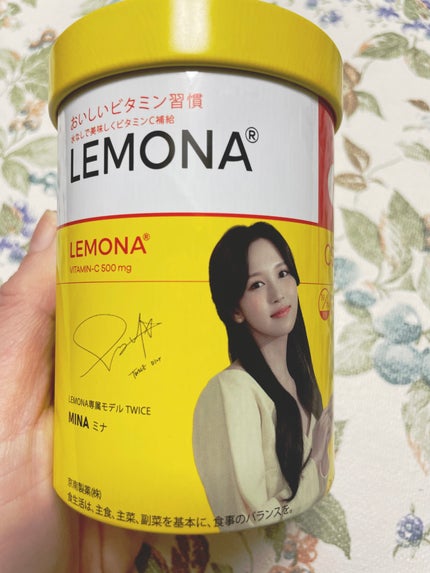 おいしいビタミン習慣
水なしで美味しくビタミンC補給
LEMONA®
LEMONA®
VITAMIN-C 500 mg
LEMONA専属モデル TWICE
MINA ミナ
京南製薬(株)
食生活は、主食、主菜、副菜を基本に、食事のバランスを。